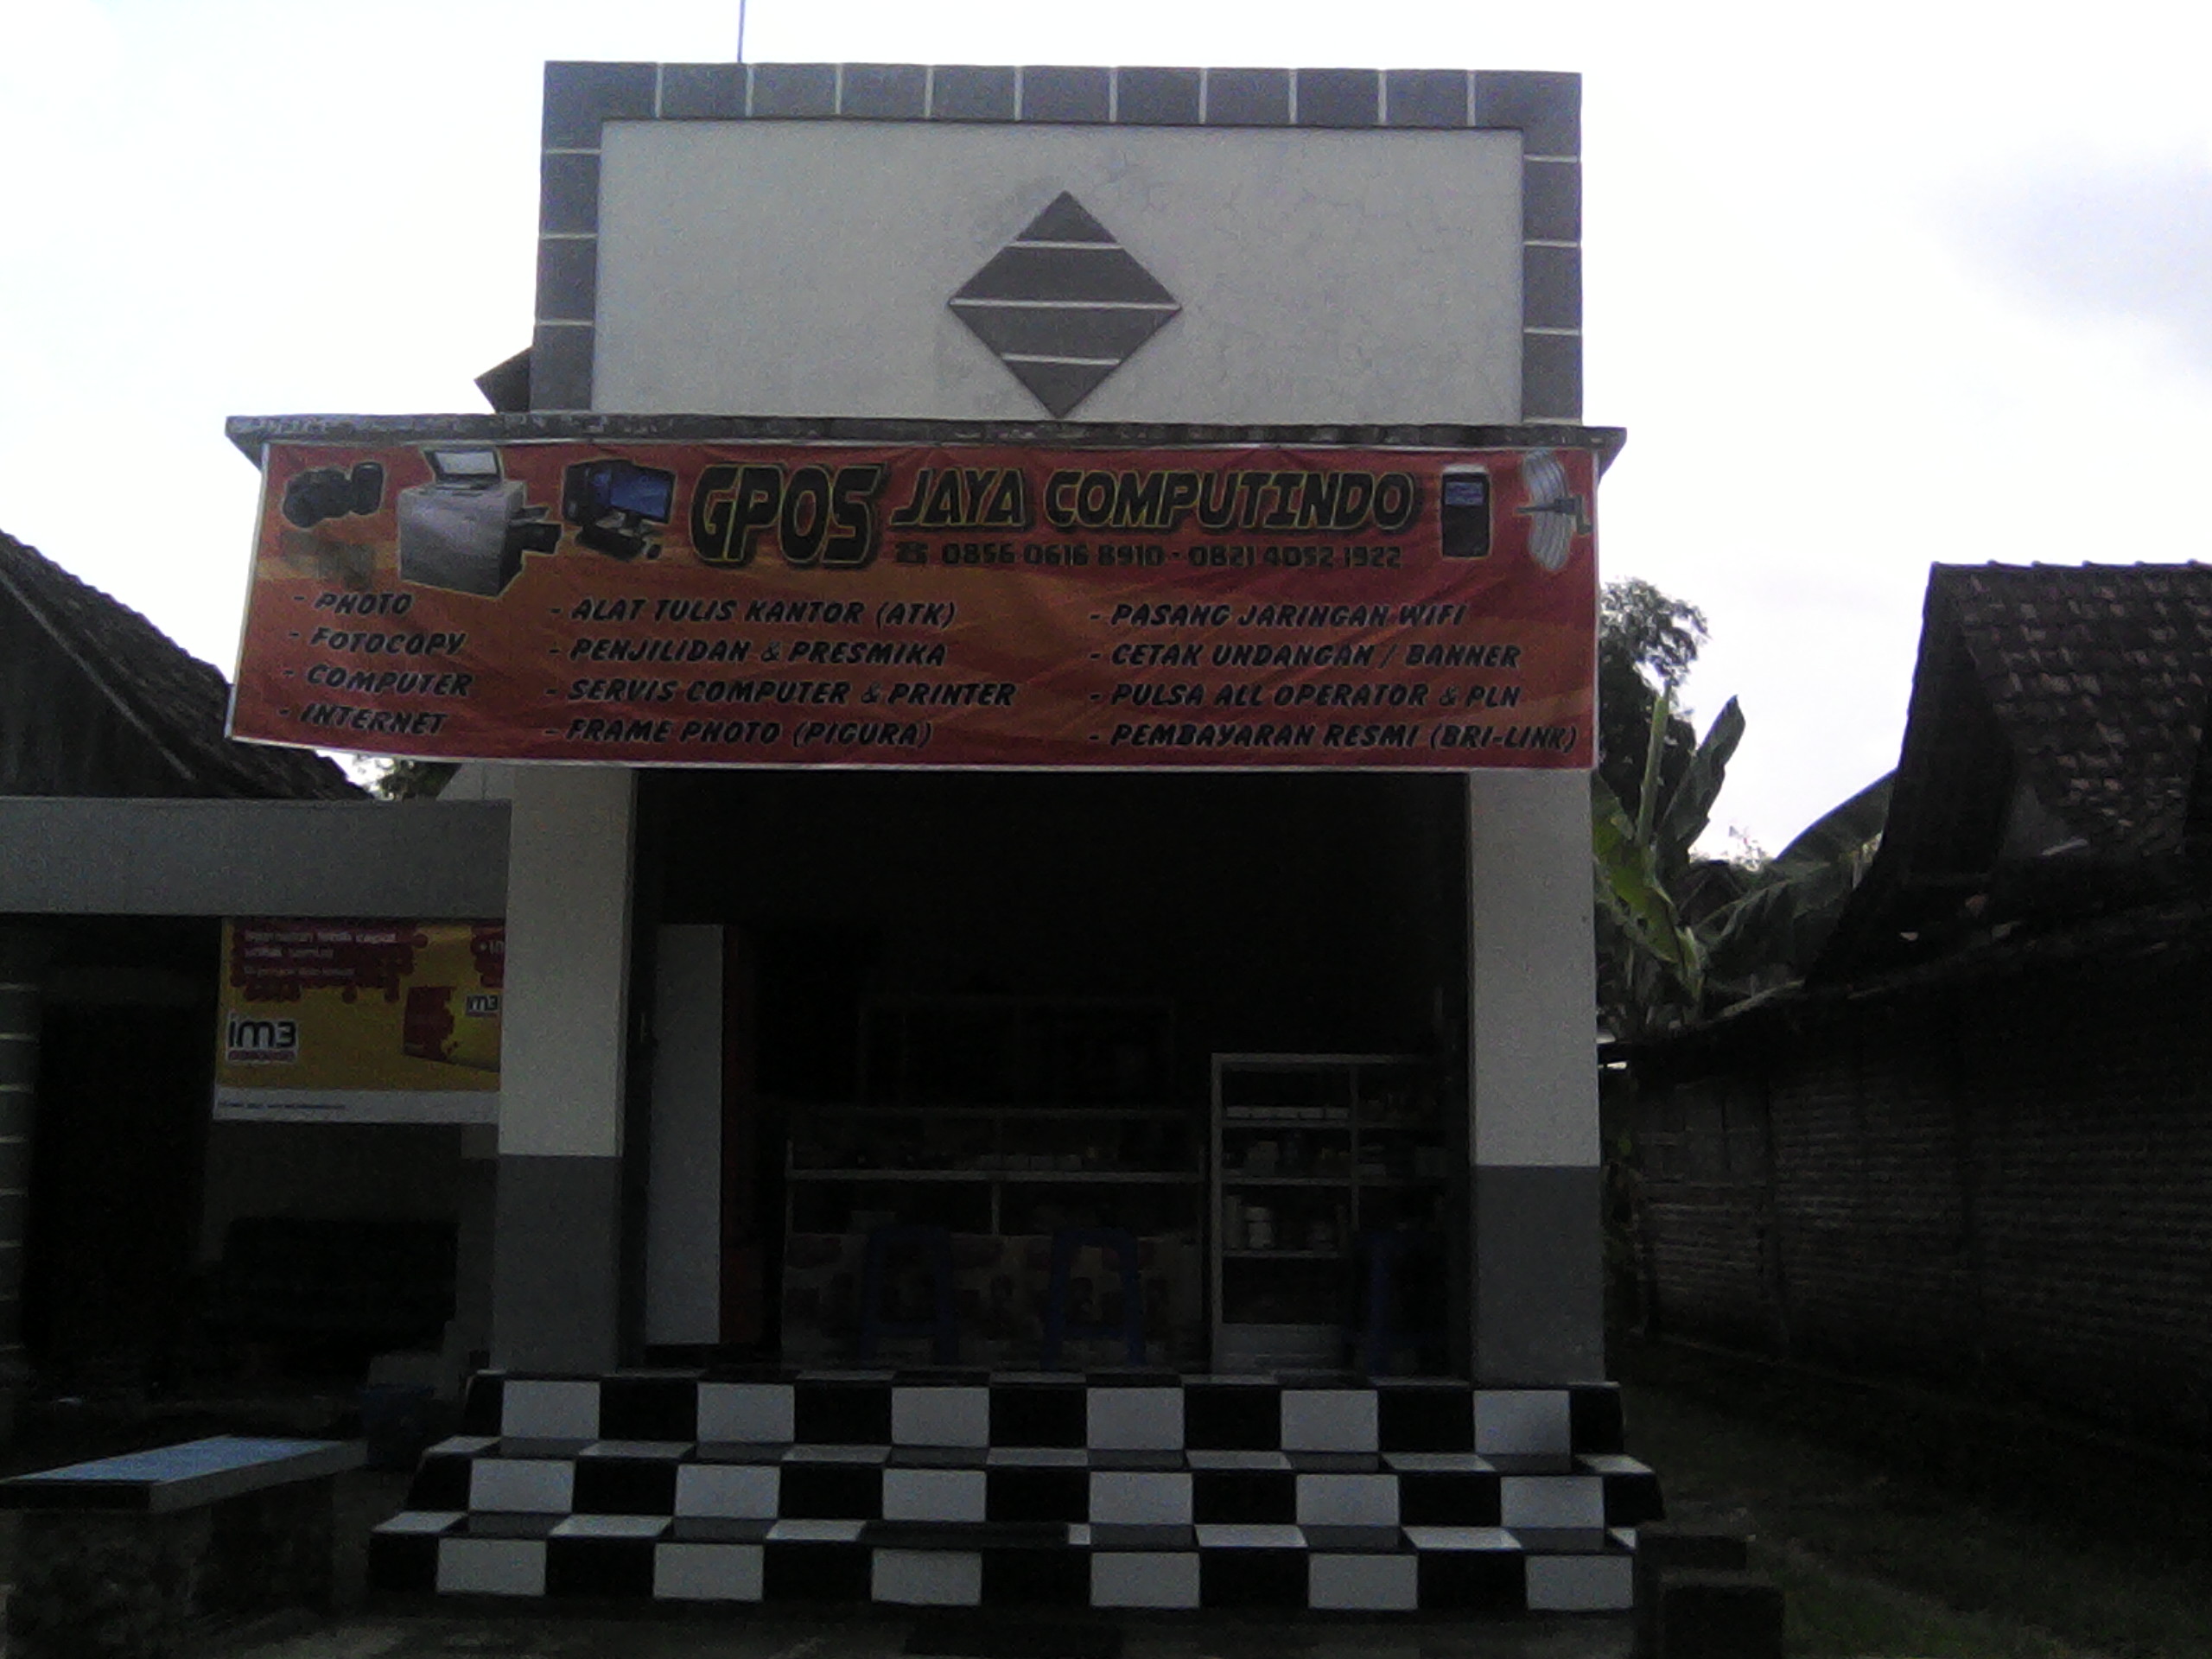 GPOS JAYA COMPUTINDO
0856 0616 8910 - 0821 4052 1922
- PHOTO
- FOTOCOPY
- COMPUTER
- INTERNET
- ALAT TULIS KANTOR (ATK)
- PENJILIDAN & PRESMIKA
- SERVIS COMPUTER & PRINTER
- FRAME PHOTO (PIGURA)
- PASANG JARINGAN WIFI
- CETAK UNDANGAN / BANNER
- PULSA ALL OPERATOR & PLN
- PEMBAYARAN RESMI (BRI-LINK)
im3
im3